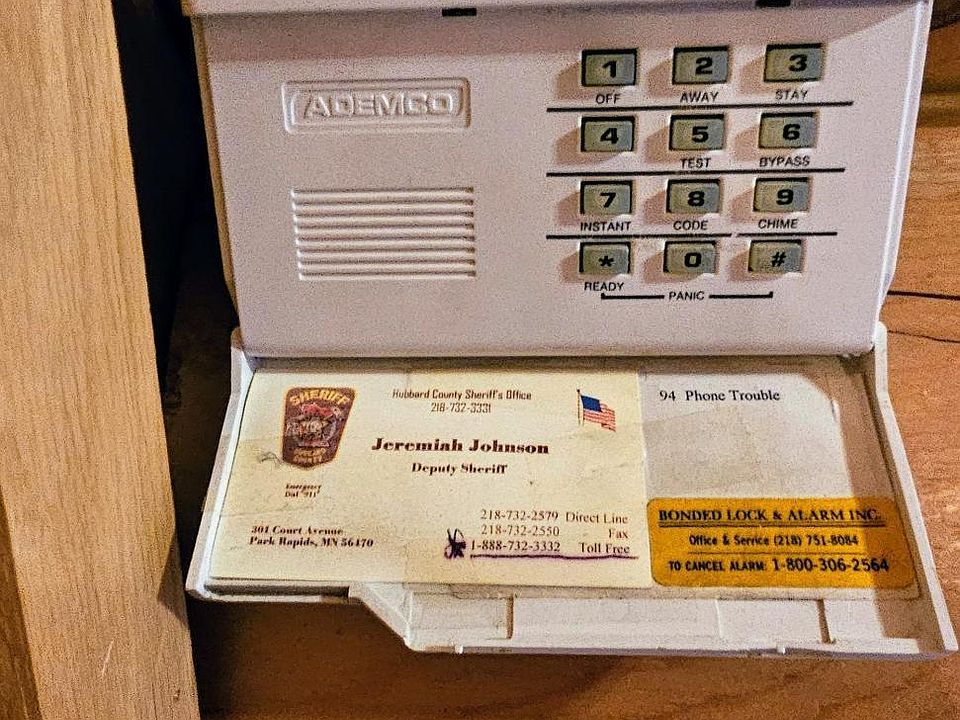 ADEMCO
1 2 3
OFF AWAY STAY
4 5 6
TEST BYPASS
7 8 9
INSTANT CODE CHIME
* 0 #
READY
PANIC
SHERIFF
Hubbard County Sheriff's Office
218-732-3331
Jeremiah Johnson
Deputy Sheriff
Emergency
Dial "911"
301 Court Avenue
Park Rapids, MN 56470
218-732-2579 Direct Line
218-732-2550 Fax
1-888-732-3332 Toll Free
94 Phone Trouble
BONDED LOCK & ALARM INC.
Office & Service (218) 751-8084
TO CANCEL ALARM: 1-800-306-2564